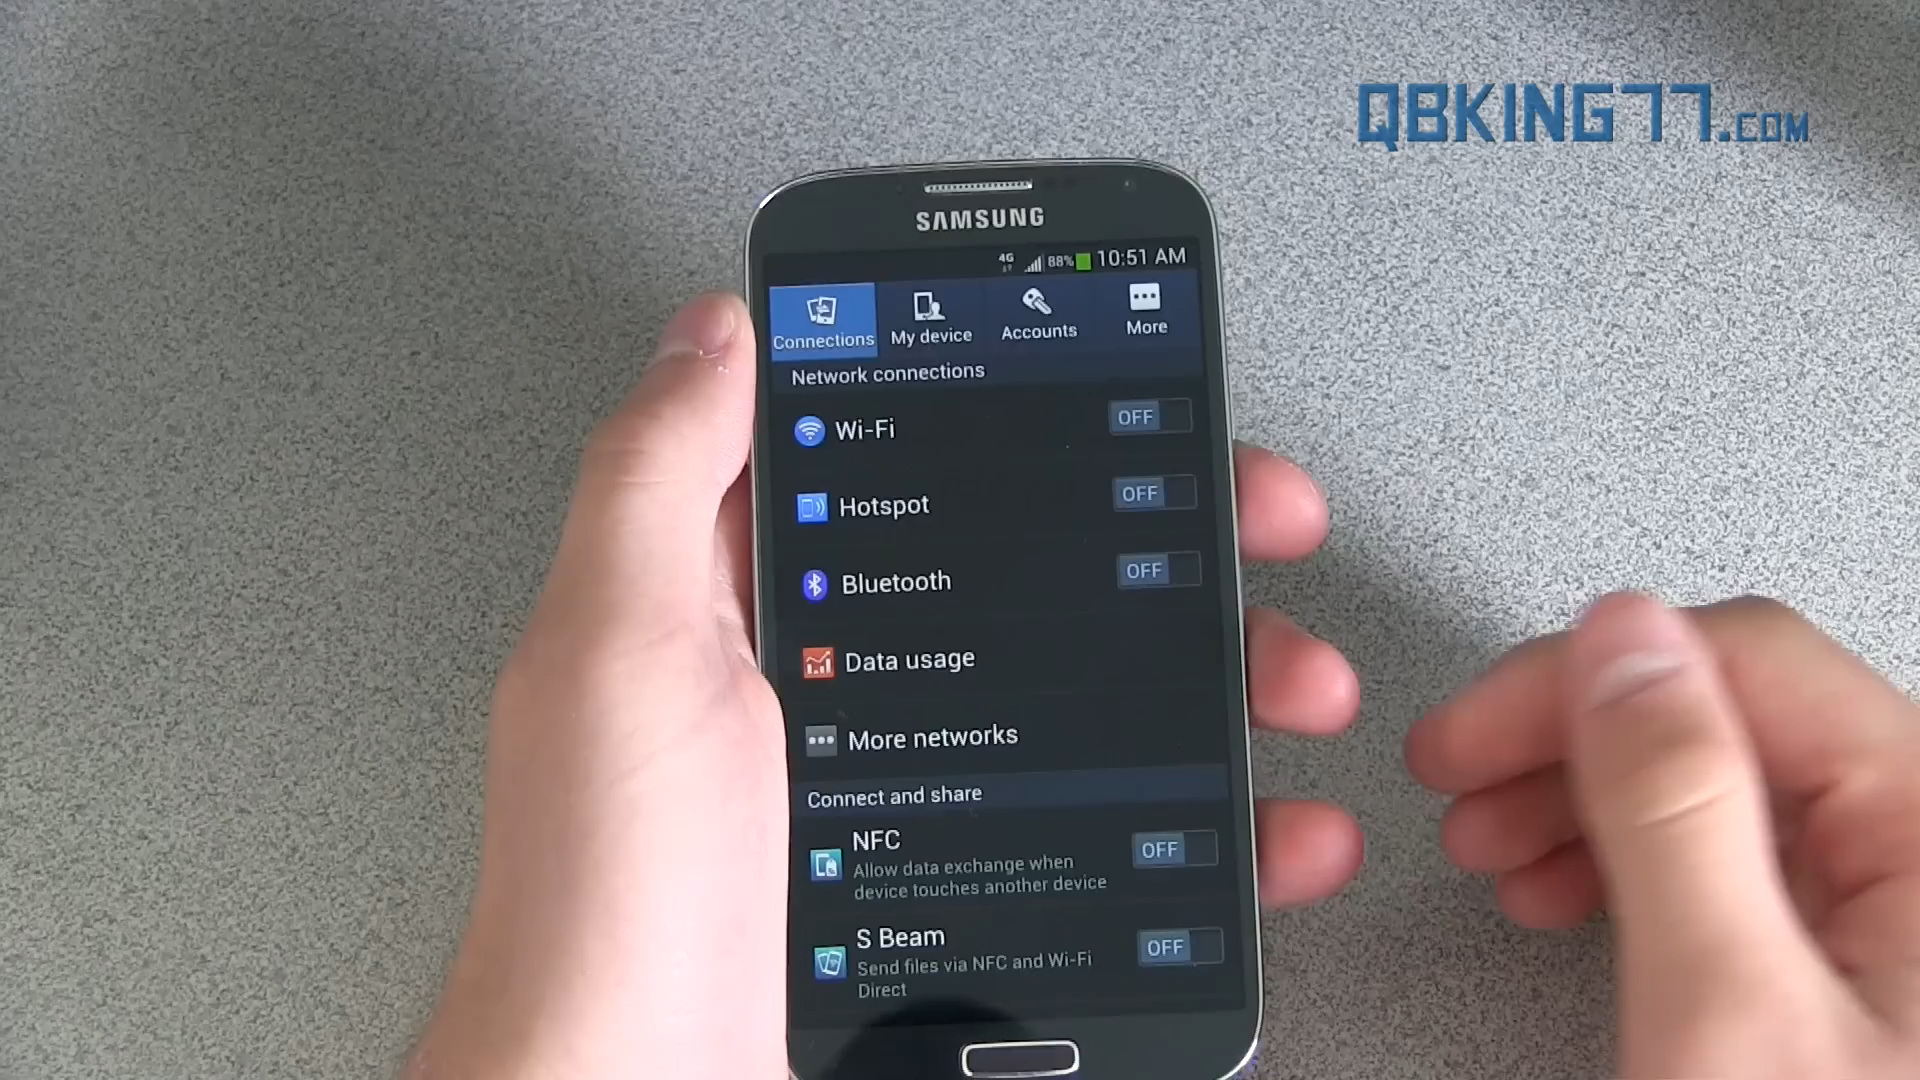 QBKING77.COM
SAMSUNG
4G 88% 10:51 AM
Connections My device Accounts More
Network connections
Wi-Fi OFF
Hotspot OFF
Bluetooth OFF
Data usage
More networks
Connect and share
NFC OFF
Allow data exchange when
device touches another device
S Beam OFF
Send files via NFC and Wi-Fi
Direct